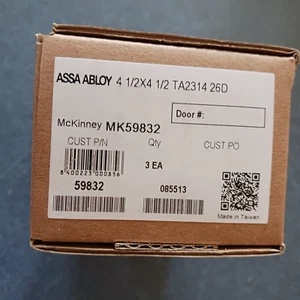 ASSA ABLOY 4 1/2X4 1/2 TA2314 26D
Door #:
McKinney MK59832
CUST P/N Qty CUST PO
3 EA
8400223000856
59832 085513
Made in Taiwan